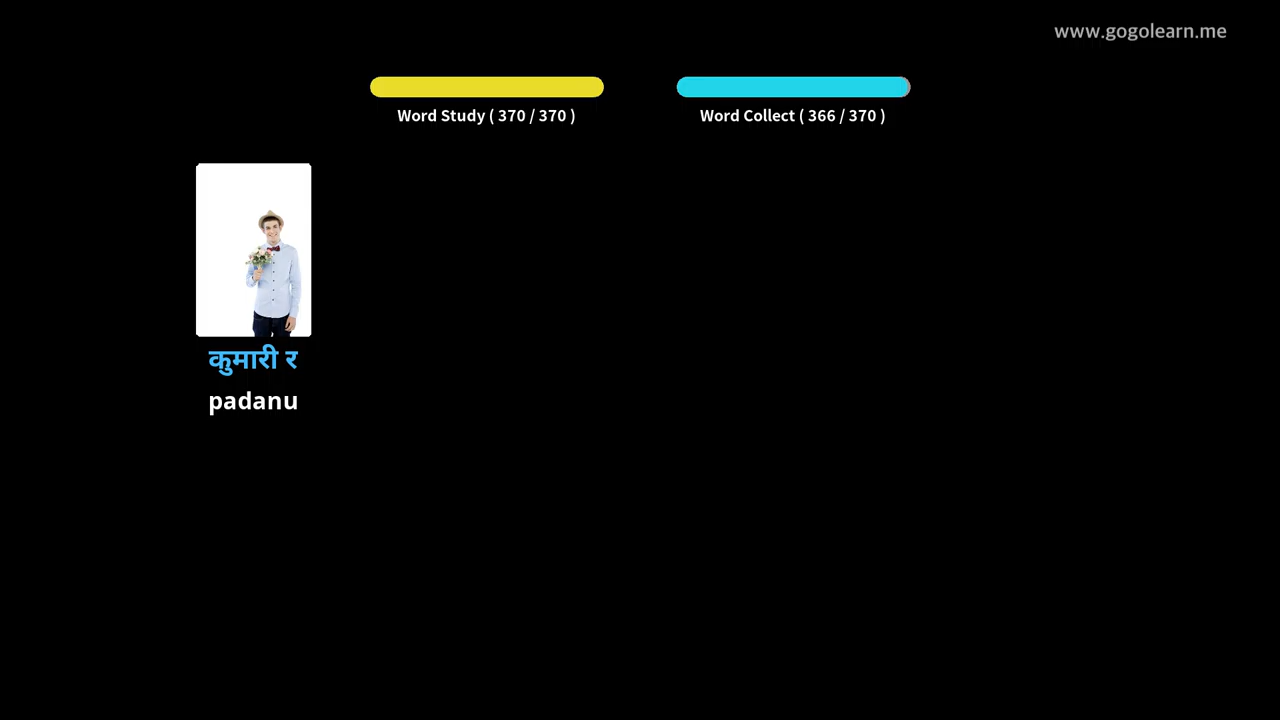 www.gogolearn.me
Word Study ( 370 / 370 )
Word Collect ( 366 / 370 )
कुमारी र
padanu